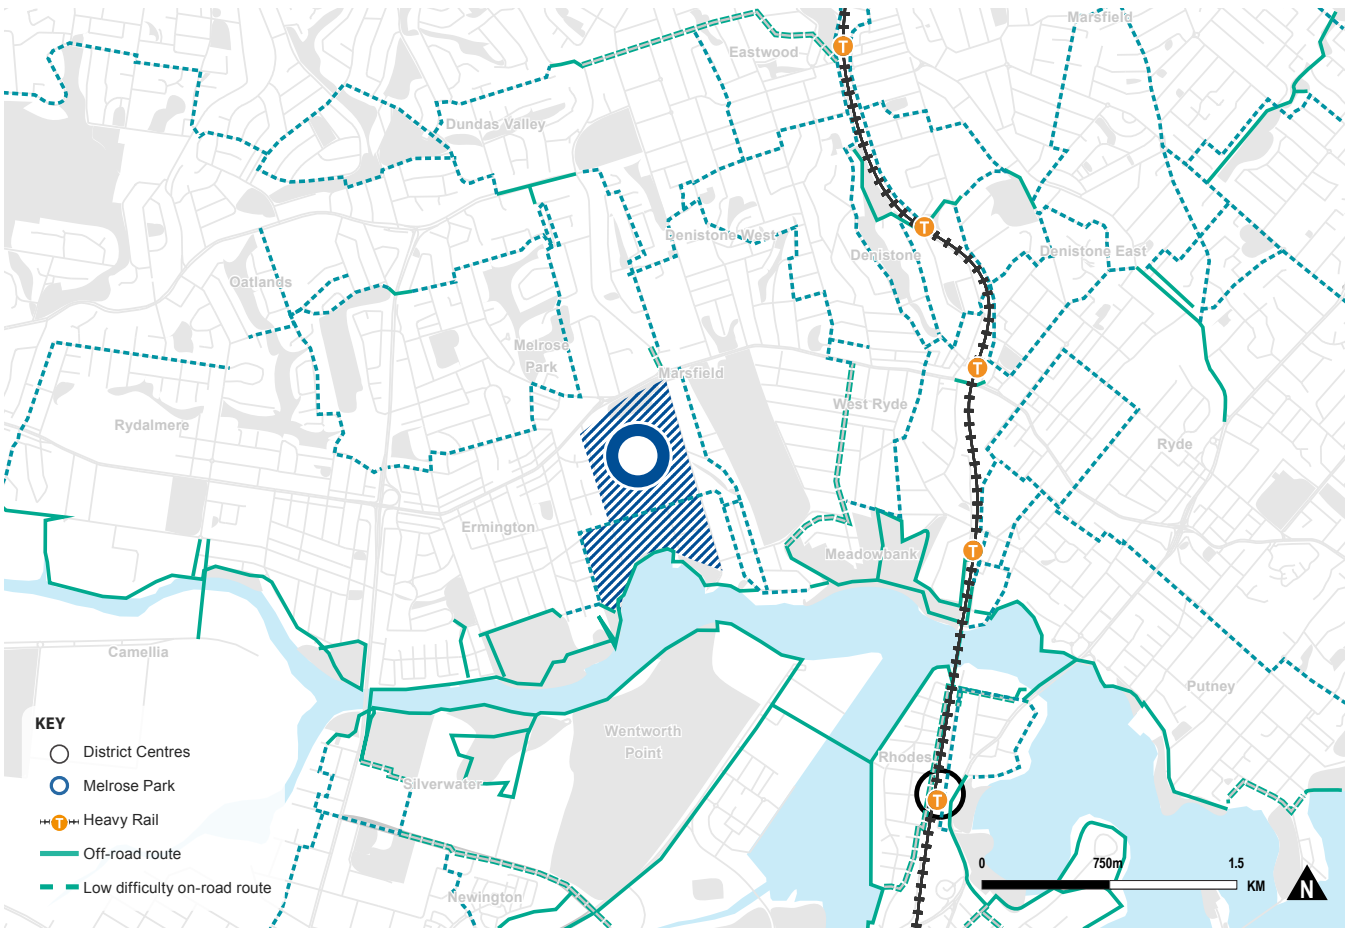 Marsfield
Eastwood
T
Dundas Valley
T
Denistone West
Denistone
Denistone East
Oatlands
Melrose
Park
Marsfield
T
West Ryde
Rydalmere
Ryde
Ermington
Meadowbank
T
Camellia
Putney
Wentworth
Point
Rhodes
Silverwater
T
Newington
KEY
District Centres
Melrose Park
T Heavy Rail
Off-road route
Low difficulty on-road route
0 750m 1.5
KM
N